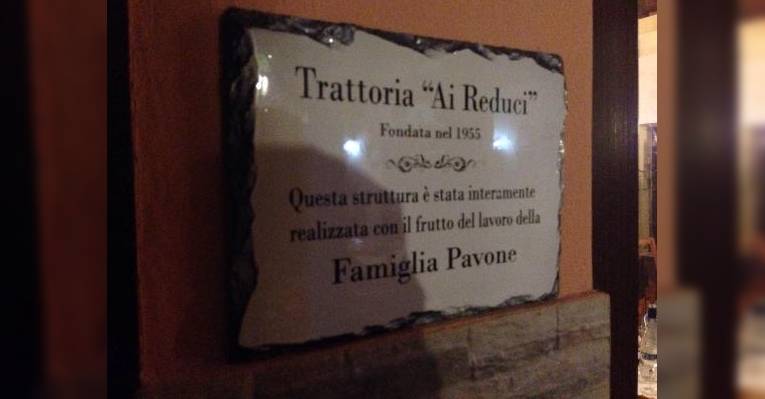 Trattoria “Ai Reduci”
Fondata nel 1955
Questa struttura è stata interamente
realizzata con il frutto del lavoro della
Famiglia Pavone